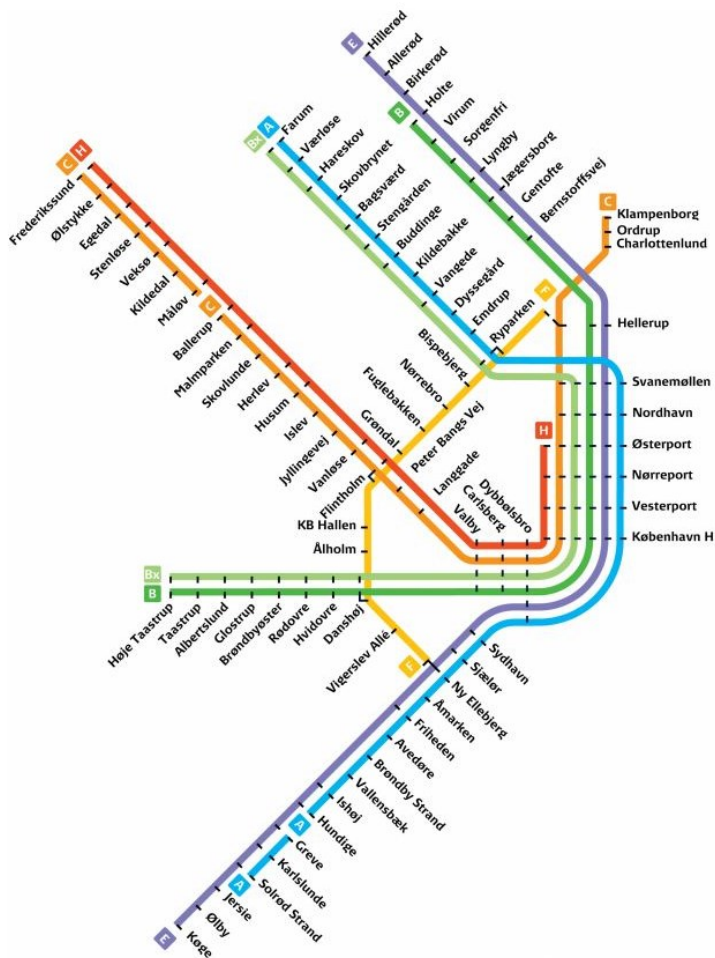 E
Hillerød
Allerød
Birkerød
Holte
Virum
Sorgenfri
Lyngby
Jægersborg
Gentofte
Bernstorffsvej
B
Bx
A
Farum
Værløse
Hareskov
Skovbrynet
Bagsværd
Stengården
Buddinge
Kildebakke
Vangede
Dyssegård
Emdrup
Ryparken
F
C
Klampenborg
Ordrup
Charlottenlund
Hellerup
Svanemøllen
Nordhavn
Østerport
Nørreport
Vesterport
København H
C
H
Frederikssund
Ølstykke
Egedal
Stenløse
Veksø
Kildedal
Måløv
C
Ballerup
Malmparken
Skovlunde
Herlev
Husum
Islev
Jyllingevej
Vanløse
Flintholm
Bispebjerg
Nørrebro
Fuglebakken
Grøndal
Peter Bangs Vej
Langgade
Valby
Carlsberg
Dybbølsbro
H
KB Hallen
Ålholm
Bx
B
Høje Taastrup
Taastrup
Albertslund
Glostrup
Brøndbyøster
Rødovre
Hvidovre
Danshøj
Vigerslev Allé
F
Sydhavn
Sjælør
Ny Ellebjerg
Åmarken
Friheden
Avedøre
Brøndby Strand
Vallensbæk
Ishøj
Hundige
A
Greve
Karlslunde
Solrød Strand
A
Jersie
Ølby
Køge
E